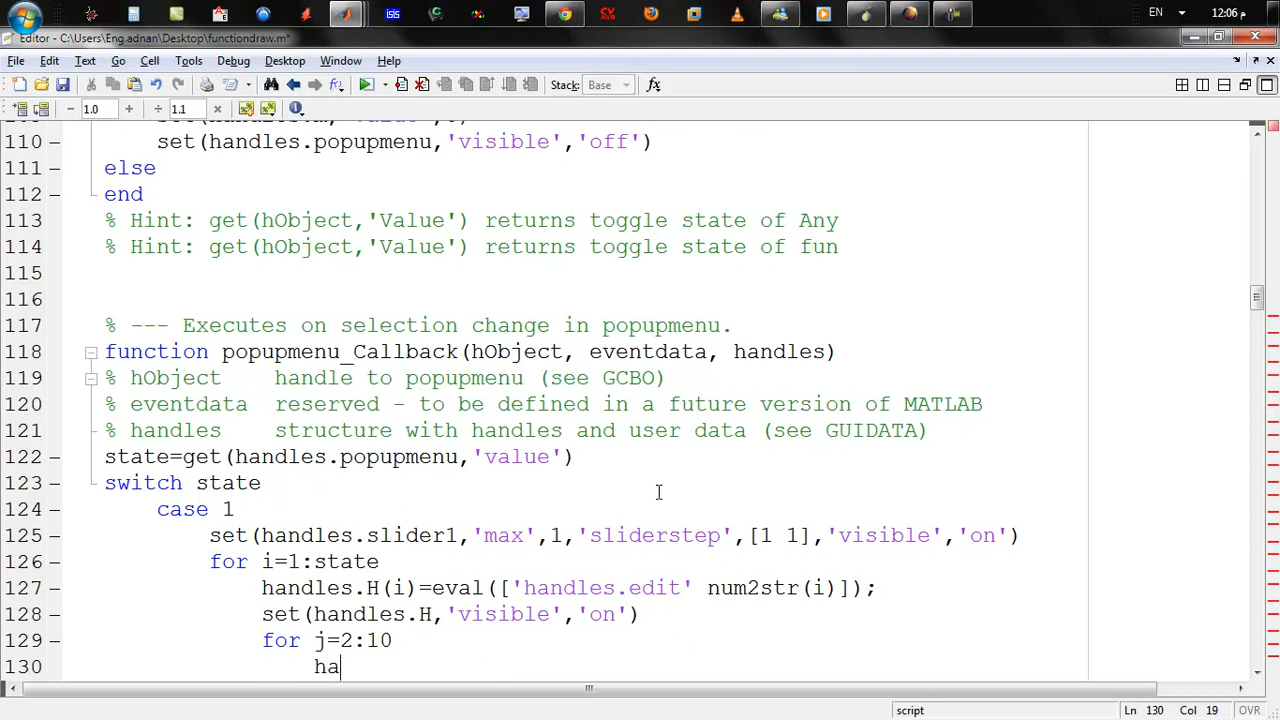 EN
12:06 م
Editor - C:\Users\Eng.adnan\Desktop\functiondraw.m*
File Edit Text Go Cell Tools Debug Desktop Window Help
Stack: Base fx
1.0 1.1
110 set(handles.popupmenu,'visible','off')
111 else
112 end
113 % Hint: get(hObject,'Value') returns toggle state of Any
114 % Hint: get(hObject,'Value') returns toggle state of fun
115
116
117 % --- Executes on selection change in popupmenu.
118 function popupmenu_Callback(hObject, eventdata, handles)
119 % hObject    handle to popupmenu (see GCBO)
120 % eventdata  reserved - to be defined in a future version of MATLAB
121 % handles    structure with handles and user data (see GUIDATA)
122 state=get(handles.popupmenu,'value')
123 switch state
124 case 1
125 set(handles.slider1,'max',1,'sliderstep',[1 1],'visible','on')
126 for i=1:state
127 handles.H(i)=eval(['handles.edit' num2str(i)]);
128 set(handles.H,'visible','on')
129 for j=2:10
130 ha
script Ln 130 Col 19 OVR